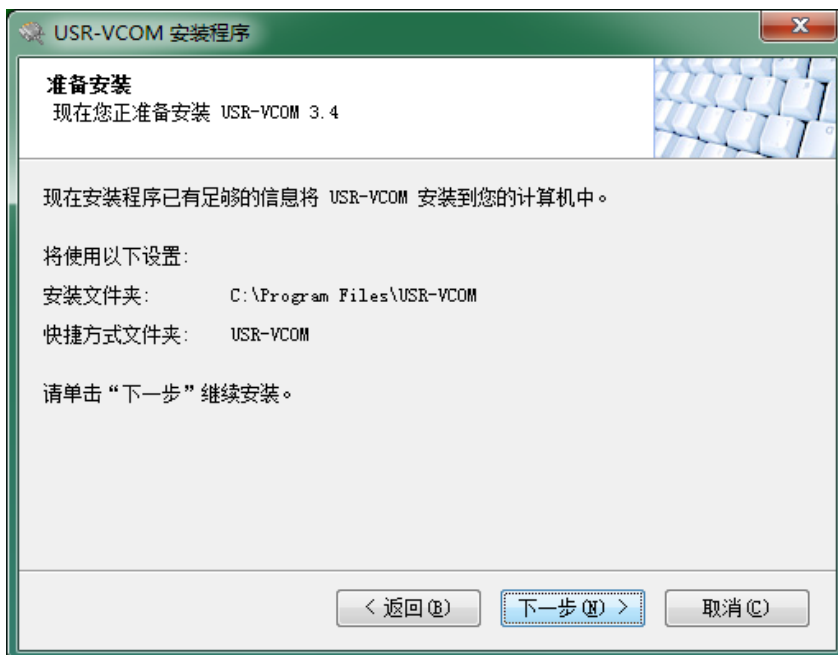 USR-VCOM 安装程序
准备安装
现在您正准备安装 USR-VCOM 3.4
现在安装程序已有足够的信息将 USR-VCOM 安装到您的计算机中。
将使用以下设置:
安装文件夹: C:\Program Files\USR-VCOM
快捷方式文件夹: USR-VCOM
请单击“下一步”继续安装。
< 返回(B) 下一步(N) > 取消(C)